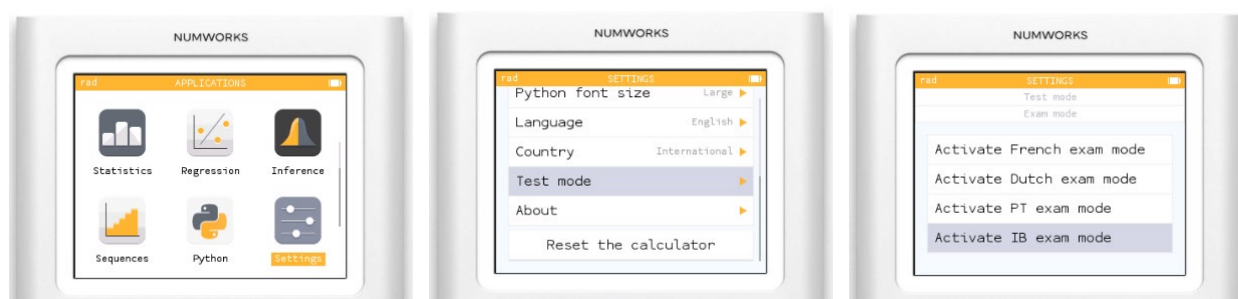 NUMWORKS
rad APPLICATIONS
Statistics Regression Inference
Sequences Python Settings
NUMWORKS
rad SETTINGS
Python font size Large
Language English
Country International
Test mode
About
Reset the calculator
NUMWORKS
rad SETTINGS
Test mode
Exam mode
Activate French exam mode
Activate Dutch exam mode
Activate PT exam mode
Activate IB exam mode